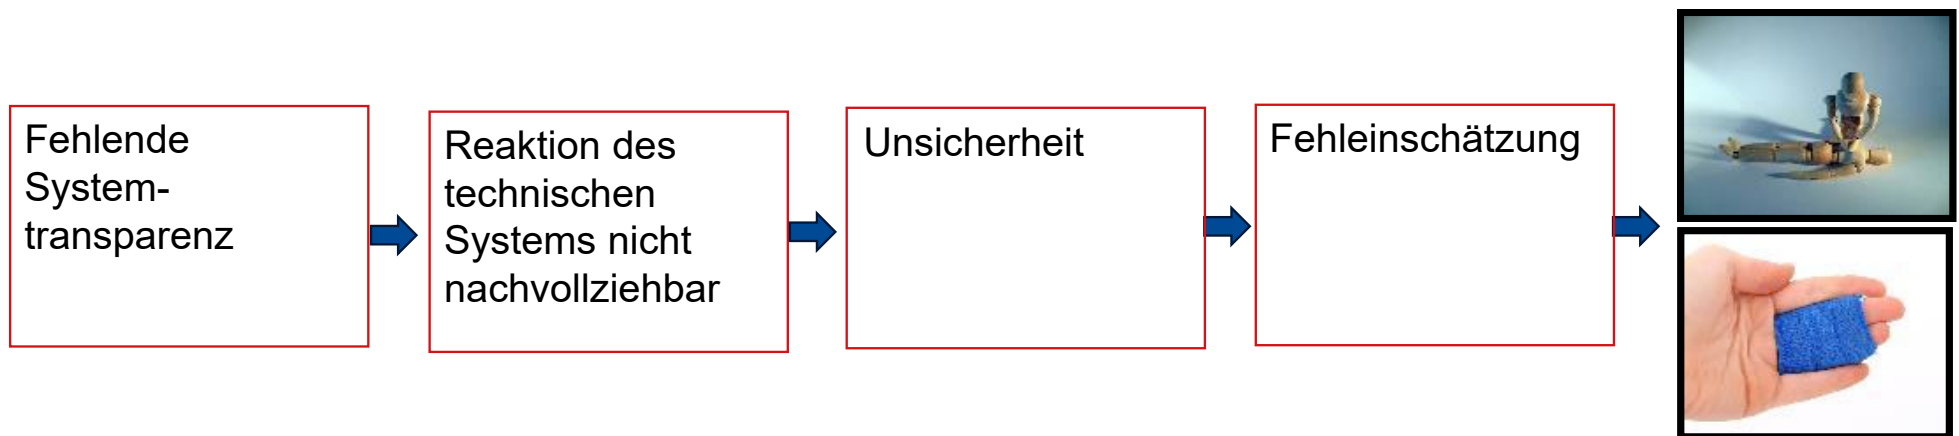 Fehlende
System-
transparenz
Reaktion des
technischen
Systems nicht
nachvollziehbar
Unsicherheit
Fehleinschätzung